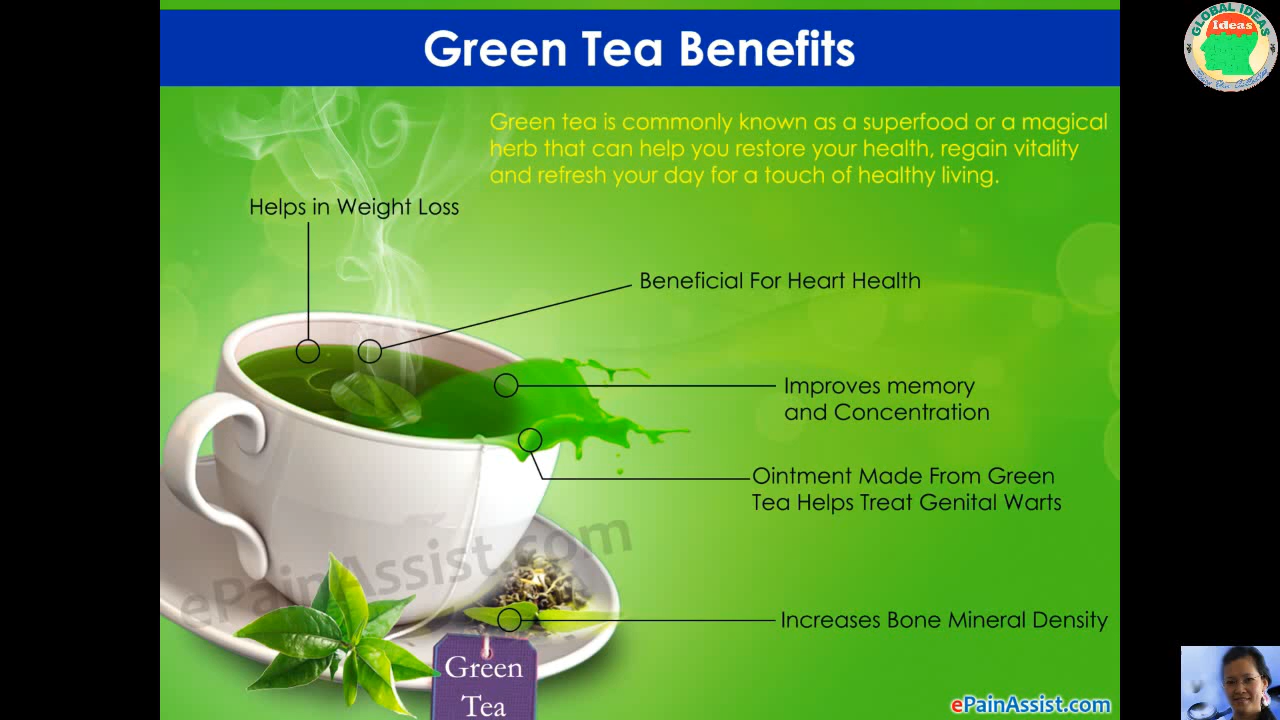 Green Tea Benefits
GLOBAL IDEAS
Ideas
Green tea is commonly known as a superfood or a magical
herb that can help you restore your health, regain vitality
and refresh your day for a touch of healthy living.
Helps in Weight Loss
Beneficial For Heart Health
Improves memory
and Concentration
Ointment Made From Green
Tea Helps Treat Genital Warts
ePainAssist.com
Increases Bone Mineral Density
Green
Tea
ePainAssist.com